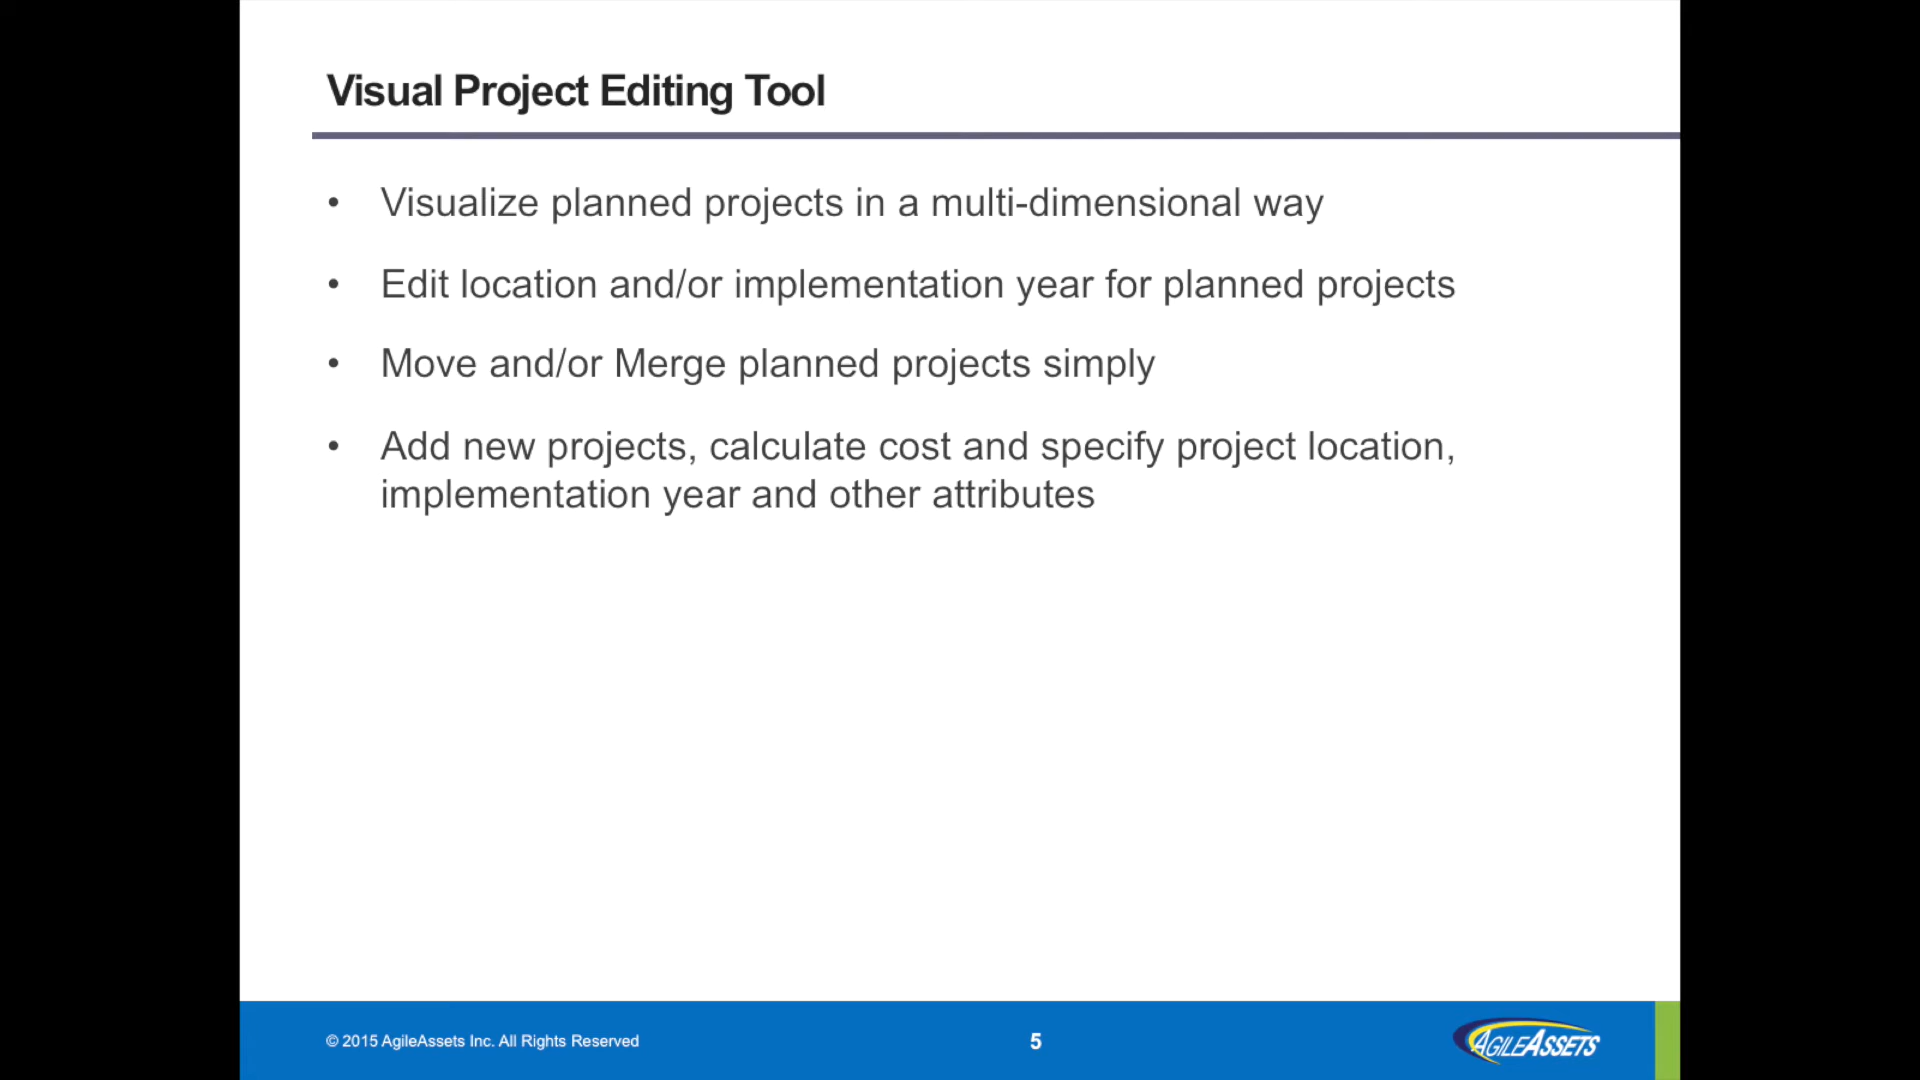 Visual Project Editing Tool
• Visualize planned projects in a multi-dimensional way
• Edit location and/or implementation year for planned projects
• Move and/or Merge planned projects simply
• Add new projects, calculate cost and specify project location,
implementation year and other attributes
© 2015 AgileAssets Inc. All Rights Reserved
5
AGILEASSETS